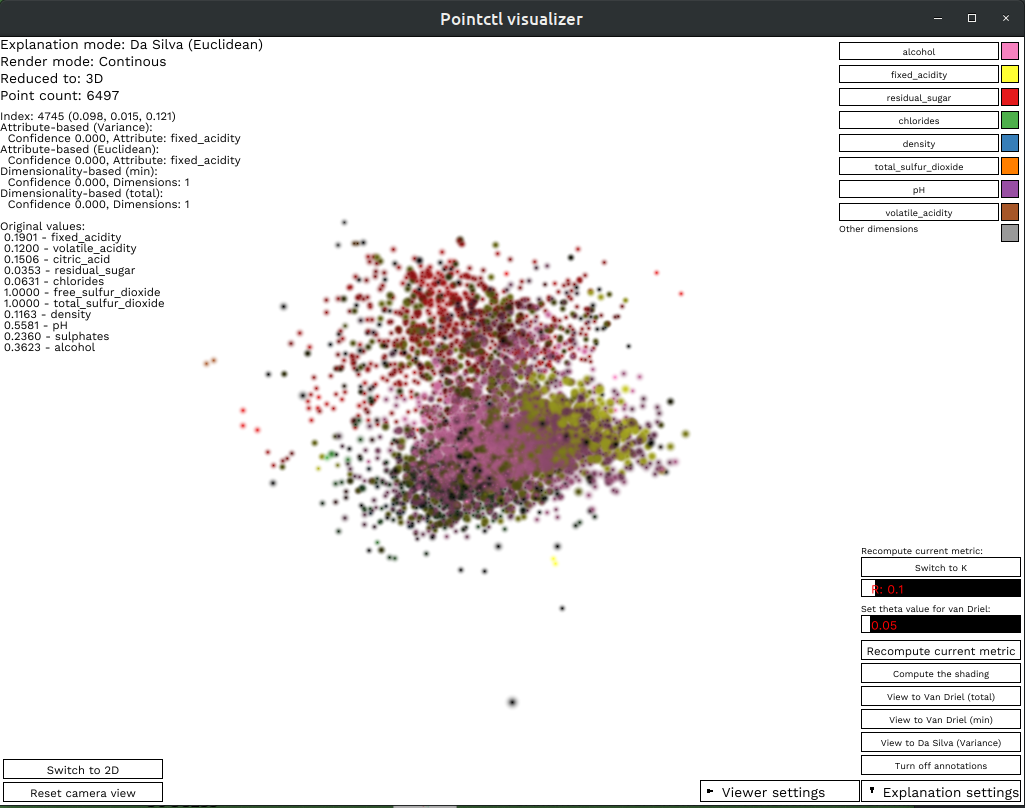 Pointctl visualizer
Explanation mode: Da Silva (Euclidean)
Render mode: Continous
Reduced to: 3D
Point count: 6497
Index: 4745 (0.098, 0.015, 0.121)
Attribute-based (Variance):
Confidence 0.000, Attribute: fixed_acidity
Attribute-based (Euclidean):
Confidence 0.000, Attribute: fixed_acidity
Dimensionality-based (min):
Confidence 0.000, Dimensions: 1
Dimensionality-based (total):
Confidence 0.000, Dimensions: 1
Original values:
0.1901 - fixed_acidity
0.1200 - volatile_acidity
0.1506 - citric_acid
0.0353 - residual_sugar
0.0631 - chlorides
1.0000 - free_sulfur_dioxide
1.0000 - total_sulfur_dioxide
0.1163 - density
0.5581 - pH
0.2360 - sulphates
0.3623 - alcohol
alcohol
fixed_acidity
residual_sugar
chlorides
density
total_sulfur_dioxide
pH
volatile_acidity
Other dimensions
Recompute current metric:
Switch to K
R: 0.1
Set theta value for van Driel:
0.05
Recompute current metric
Compute the shading
View to Van Driel (total)
View to Van Driel (min)
View to Da Silva (Variance)
Turn off annotations
Switch to 2D
Reset camera view
Viewer settings
Explanation settings